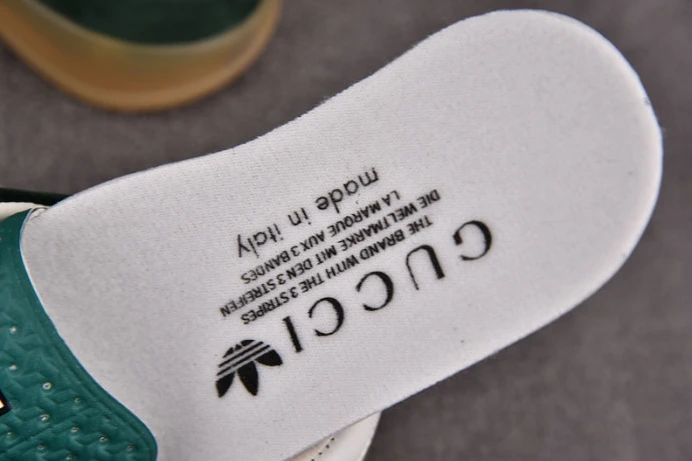 GUCCI
THE BRAND WITH THE 3 STRIPES
DIE WELTMARKE MIT DEN 3 STREIFEN
LA MARQUE AUX 3 BANDES
made in italy